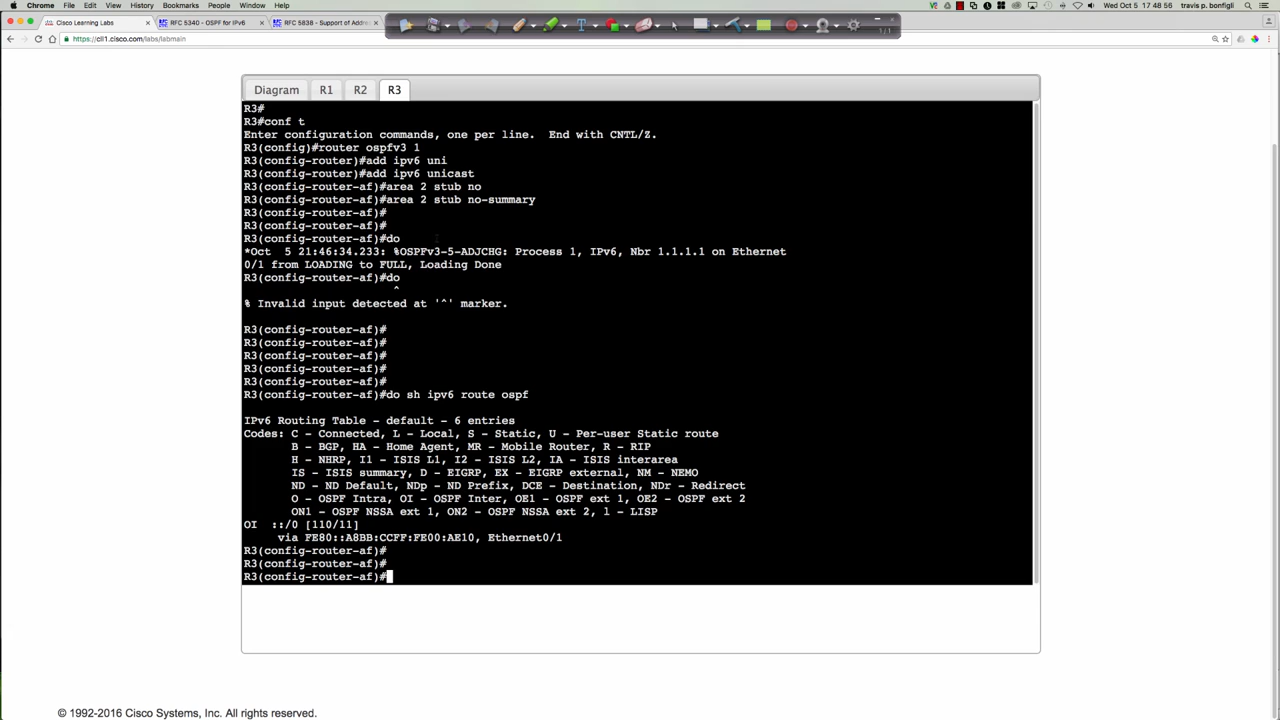 Chrome File Edit View History Bookmarks People Window Help
Wed Oct 5 17 48 56 travis p. bonfigli
Cisco Learning Labs × RFC 5340 - OSPF for IPv6 × RFC 5838 - Support of Addre ×
https://cll1.cisco.com/labs/labmain
Diagram R1 R2 R3
R3#
R3#conf t
Enter configuration commands, one per line. End with CNTL/Z.
R3(config)#router ospfv3 1
R3(config-router)#add ipv6 uni
R3(config-router)#add ipv6 unicast
R3(config-router-af)#area 2 stub no
R3(config-router-af)#area 2 stub no-summary
R3(config-router-af)#
R3(config-router-af)#
R3(config-router-af)#do
*Oct 5 21:46:34.233: %OSPFv3-5-ADJCHG: Process 1, IPv6, Nbr 1.1.1.1 on Ethernet
0/1 from LOADING to FULL, Loading Done
R3(config-router-af)#do
^
% Invalid input detected at '^' marker.
R3(config-router-af)#
R3(config-router-af)#
R3(config-router-af)#
R3(config-router-af)#
R3(config-router-af)#
R3(config-router-af)#do sh ipv6 route ospf
IPv6 Routing Table - default - 6 entries
Codes: C - Connected, L - Local, S - Static, U - Per-user Static route
B - BGP, HA - Home Agent, MR - Mobile Router, R - RIP
H - NHRP, I1 - ISIS L1, I2 - ISIS L2, IA - ISIS interarea
IS - ISIS summary, D - EIGRP, EX - EIGRP external, NM - NEMO
ND - ND Default, NDp - ND Prefix, DCE - Destination, NDr - Redirect
O - OSPF Intra, OI - OSPF Inter, OE1 - OSPF ext 1, OE2 - OSPF ext 2
ON1 - OSPF NSSA ext 1, ON2 - OSPF NSSA ext 2, l - LISP
OI ::/0 [110/11]
via FE80::A8BB:CCFF:FE00:AE10, Ethernet0/1
R3(config-router-af)#
R3(config-router-af)#
R3(config-router-af)#
© 1992-2016 Cisco Systems, Inc. All rights reserved.